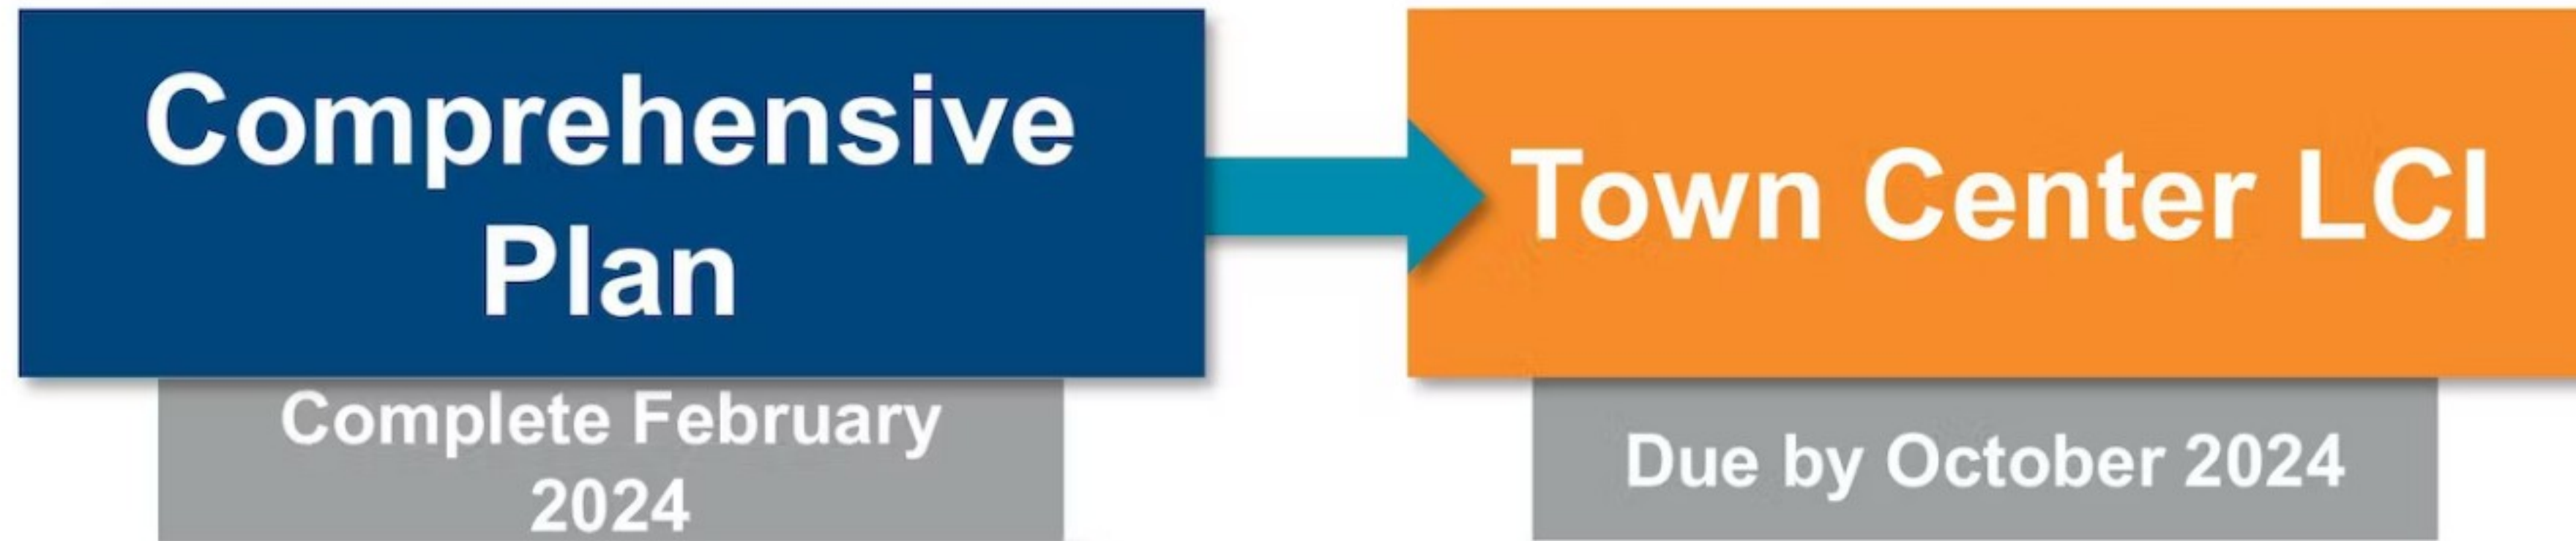 Comprehensive
Plan
Town Center LCI
Complete February
2024
Due by October 2024